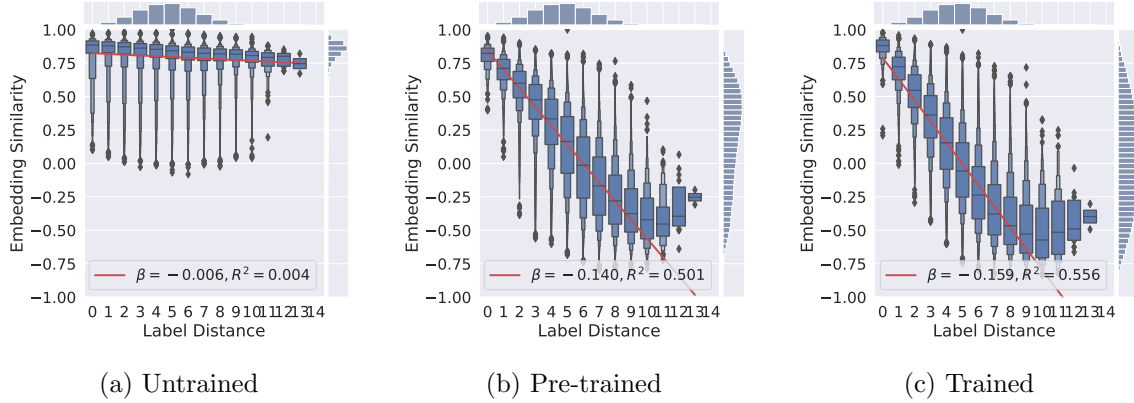 1.00
0.75
0.50
0.25
0.00
−0.25
−0.50
−0.75
−1.00
Embedding Similarity
β = −0.006, R² = 0.004
0 1 2 3 4 5 6 7 8 9 10 11 12 13 14
Label Distance
(a) Untrained
1.00
0.75
0.50
0.25
0.00
−0.25
−0.50
−0.75
−1.00
Embedding Similarity
β = −0.140, R² = 0.501
0 1 2 3 4 5 6 7 8 9 10 11 12 13 14
Label Distance
(b) Pre-trained
1.00
0.75
0.50
0.25
0.00
−0.25
−0.50
−0.75
−1.00
Embedding Similarity
β = −0.159, R² = 0.556
0 1 2 3 4 5 6 7 8 9 10 11 12 13 14
Label Distance
(c) Trained